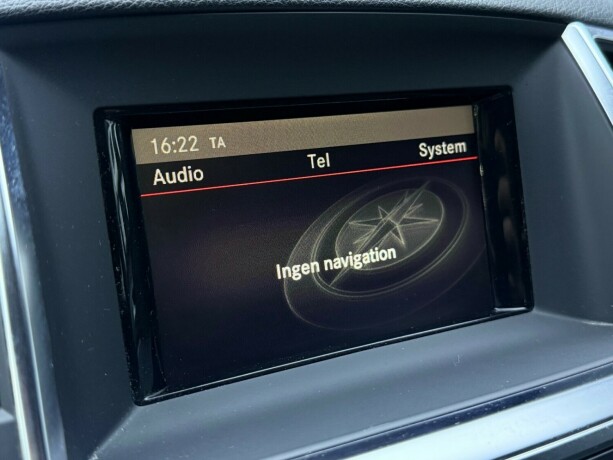 16:22 TA
Audio Tel System
Ingen navigation